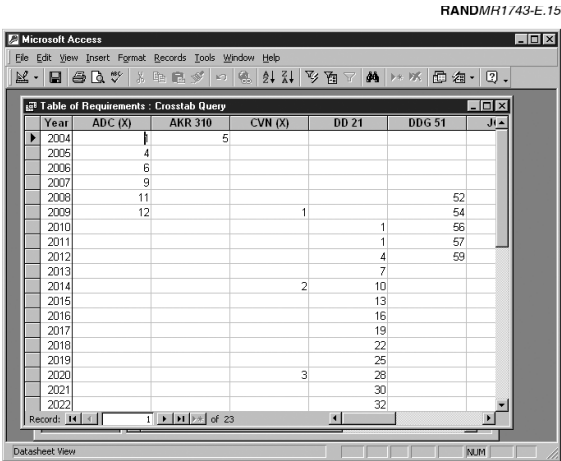 RANDMR1743-E.15
Microsoft Access
File Edit View Insert Format Records Tools Window Help
Table of Requirements : Crosstab Query
Year ADC (X) AKR 310 CVN (X) DD 21 DDG 51
2004 1 5
2005 4
2006 6
2007 9
2008 11 52
2009 12 1 54
2010 1 56
2011 1 57
2012 4 59
2013 7
2014 2 10
2015 13
2016 16
2017 19
2018 22
2019 25
2020 3 28
2021 30
2022 32
Record: 1 of 23
Datasheet View NUM